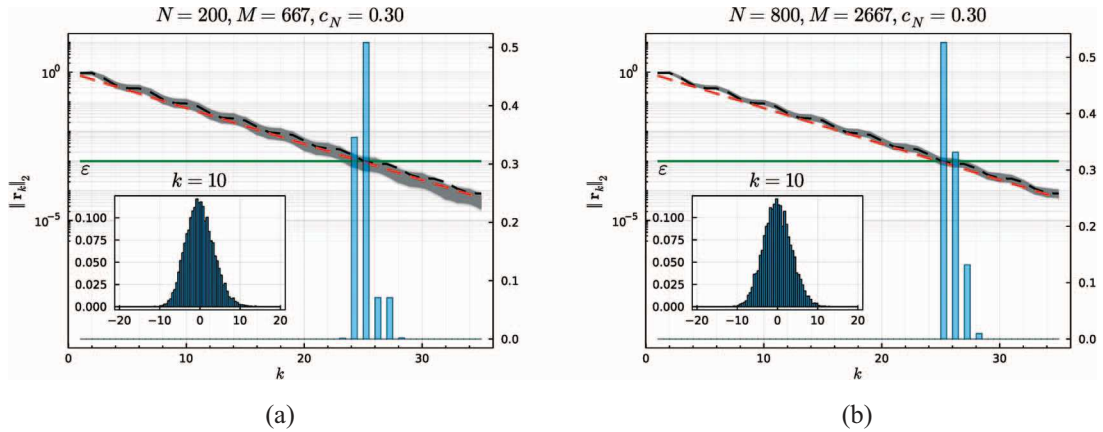 N = 200, M = 667, c_N = 0.30
10^0
10^{-5}
‖ r_k ‖_2
ε
k = 10
0.100
0.075
0.050
0.025
0.000
−20 −10 0 10 20
0.5
0.4
0.3
0.2
0.1
0.0
0 10 20 30
k
(a)
N = 800, M = 2667, c_N = 0.30
10^0
10^{-5}
‖ r_k ‖_2
ε
k = 10
0.100
0.075
0.050
0.025
0.000
−20 −10 0 10 20
0.5
0.4
0.3
0.2
0.1
0.0
0 10 20 30
k
(b)